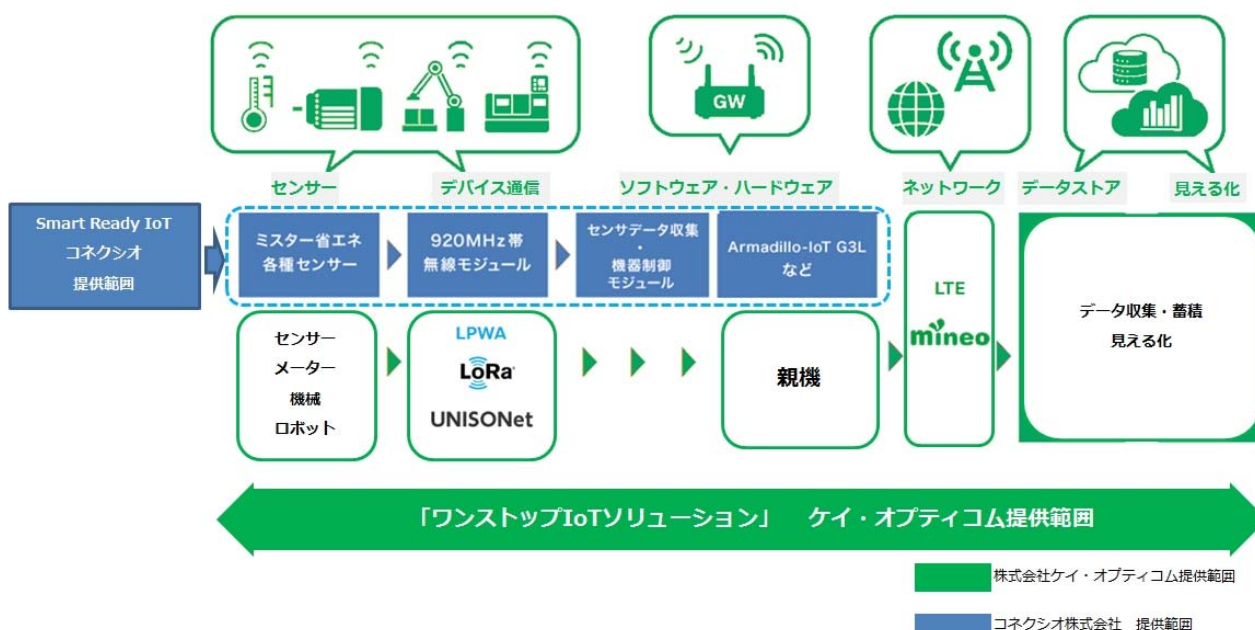 GW
センサー
デバイス通信
ソフトウェア・ハードウェア
ネットワーク
データストア
見える化
Smart Ready IoT
コネクシオ
提供範囲
ミスター省エネ
各種センサー
920MHz帯
無線モジュール
センサデータ収集
・
機器制御
モジュール
Armadillo-IoT G3L
など
センサー
メーター
機械
ロボット
LPWA
LoRa
UNISONet
親機
LTE
mineo
データ収集・蓄積
見える化
「ワンストップIoTソリューション」　ケイ・オプティコム提供範囲
株式会社ケイ・オプティコム提供範囲
コネクシオ株式会社　提供範囲